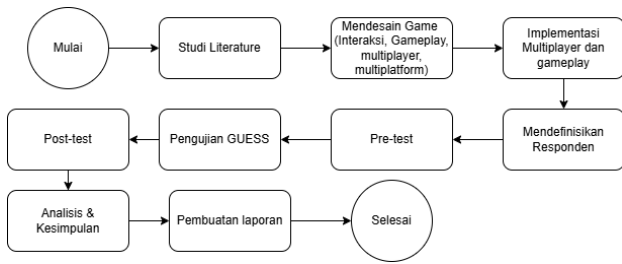 Mulai
Studi Literature
Mendesain Game
(Interaksi, Gameplay,
multiplayer,
multiplatform)
Implementasi
Multiplayer dan
gameplay
Mendefinisikan
Responden
Pre-test
Pengujian GUESS
Post-test
Analisis &
Kesimpulan
Pembuatan laporan
Selesai